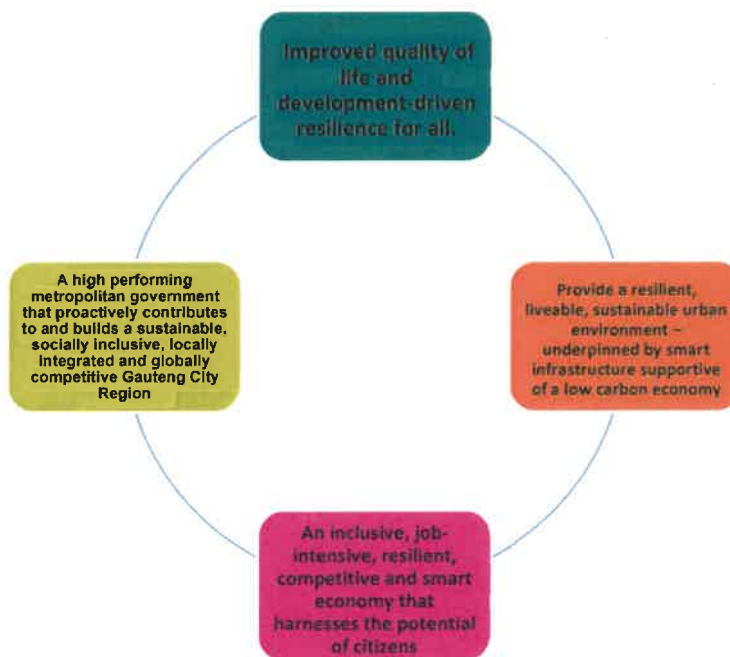 Improved quality of
life and
development-driven
resilience for all.
A high performing
metropolitan government
that proactively contributes
to and builds a sustainable,
socially inclusive, locally
integrated and globally
competitive Gauteng City
Region
Provide a resilient,
liveable, sustainable urban
environment –
underpinned by smart
infrastructure supportive
of a low carbon economy
An inclusive, job-
intensive, resilient,
competitive and smart
economy that
harnesses the potential
of citizens